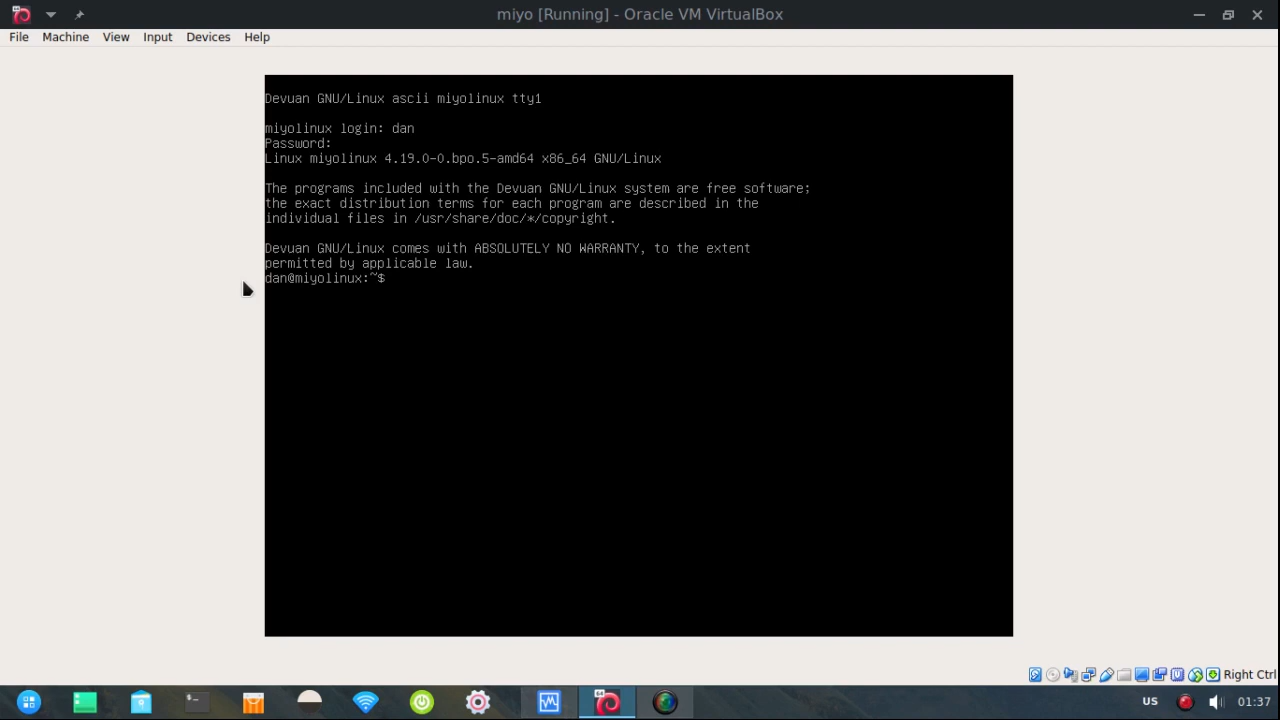 miyo [Running] - Oracle VM VirtualBox
File Machine View Input Devices Help
Devuan GNU/Linux ascii miyolinux tty1
miyolinux login: dan
Password:
Linux miyolinux 4.19.0-0.bpo.5-amd64 x86_64 GNU/Linux
The programs included with the Devuan GNU/Linux system are free software;
the exact distribution terms for each program are described in the
individual files in /usr/share/doc/*/copyright.
Devuan GNU/Linux comes with ABSOLUTELY NO WARRANTY, to the extent
permitted by applicable law.
dan@miyolinux:~$
Right Ctrl
US 01:37